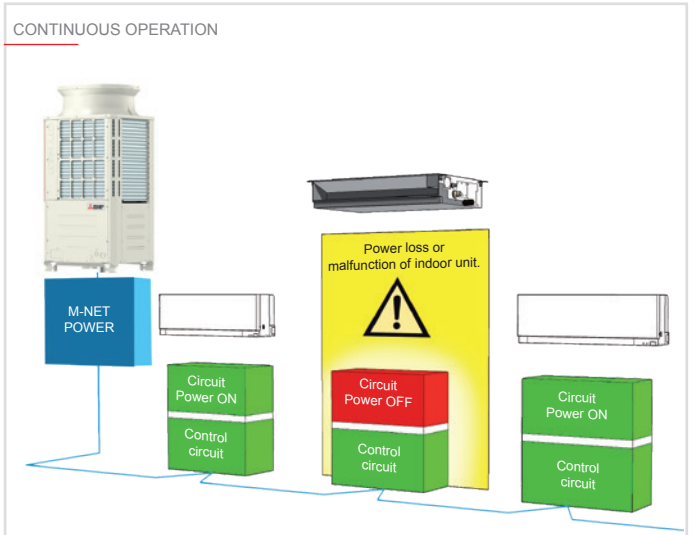 CONTINUOUS OPERATION
Power loss or
malfunction of indoor unit.
M-NET
POWER
Circuit
Power ON
Control
circuit
Circuit
Power OFF
Control
circuit
Circuit
Power ON
Control
circuit